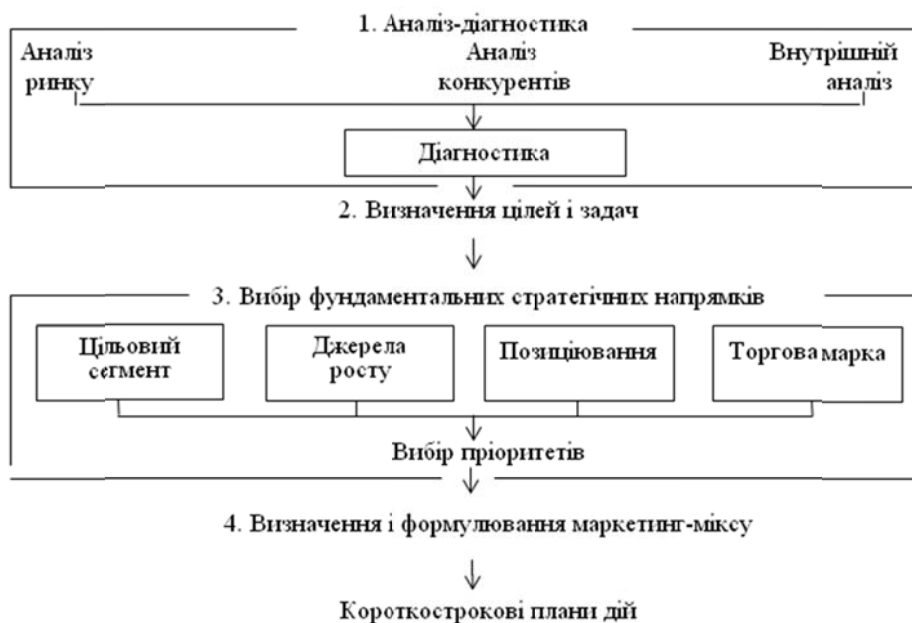 1. Аналіз-діагностика
Аналіз
ринку
Аналіз
конкурентів
Внутрішній
аналіз
Діагностика
2. Визначення цілей і задач
3. Вибір фундаментальних стратегічних напрямків
Цільовий
сегмент
Джерела
росту
Позиціювання
Торгова марка
Вибір пріоритетів
4. Визначення і формулювання маркетинг-міксу
Короткострокові плани дій